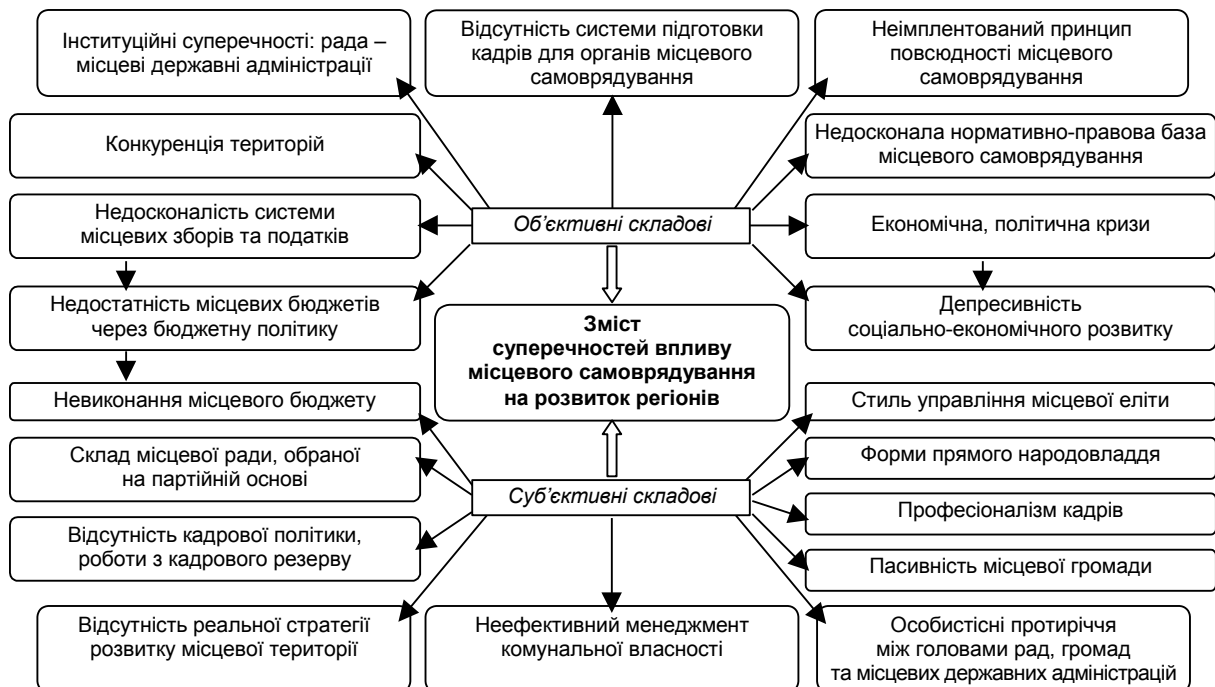 Інституційні суперечності: рада –
місцеві державні адміністрації
Відсутність системи підготовки
кадрів для органів місцевого
самоврядування
Неімплентований принцип
повсюдності місцевого
самоврядування
Конкуренція територій
Недосконала нормативно-правова база
місцевого самоврядування
Недосконалість системи
місцевих зборів та податків
Об’єктивні складові
Економічна, політична кризи
Недостатність місцевих бюджетів
через бюджетну політику
Зміст
суперечностей впливу
місцевого самоврядування
на розвиток регіонів
Депресивність
соціально-економічного розвитку
Невиконання місцевого бюджету
Стиль управління місцевої еліти
Склад місцевої ради, обраної
на партійній основі
Суб’єктивні складові
Форми прямого народовладдя
Професіоналізм кадрів
Відсутність кадрової політики,
роботи з кадрового резерву
Пасивність місцевої громади
Відсутність реальної стратегії
розвитку місцевої території
Неефективний менеджмент
комунальної власності
Особистісні протиріччя
між головами рад, громад
та місцевих державних адміністрацій